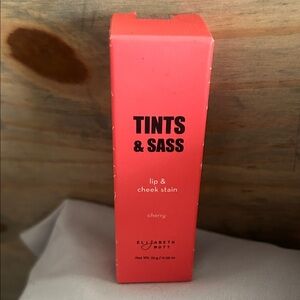 TINTS
& SASS
lip &
cheek stain
cherry
ELIZABETH
MOTT